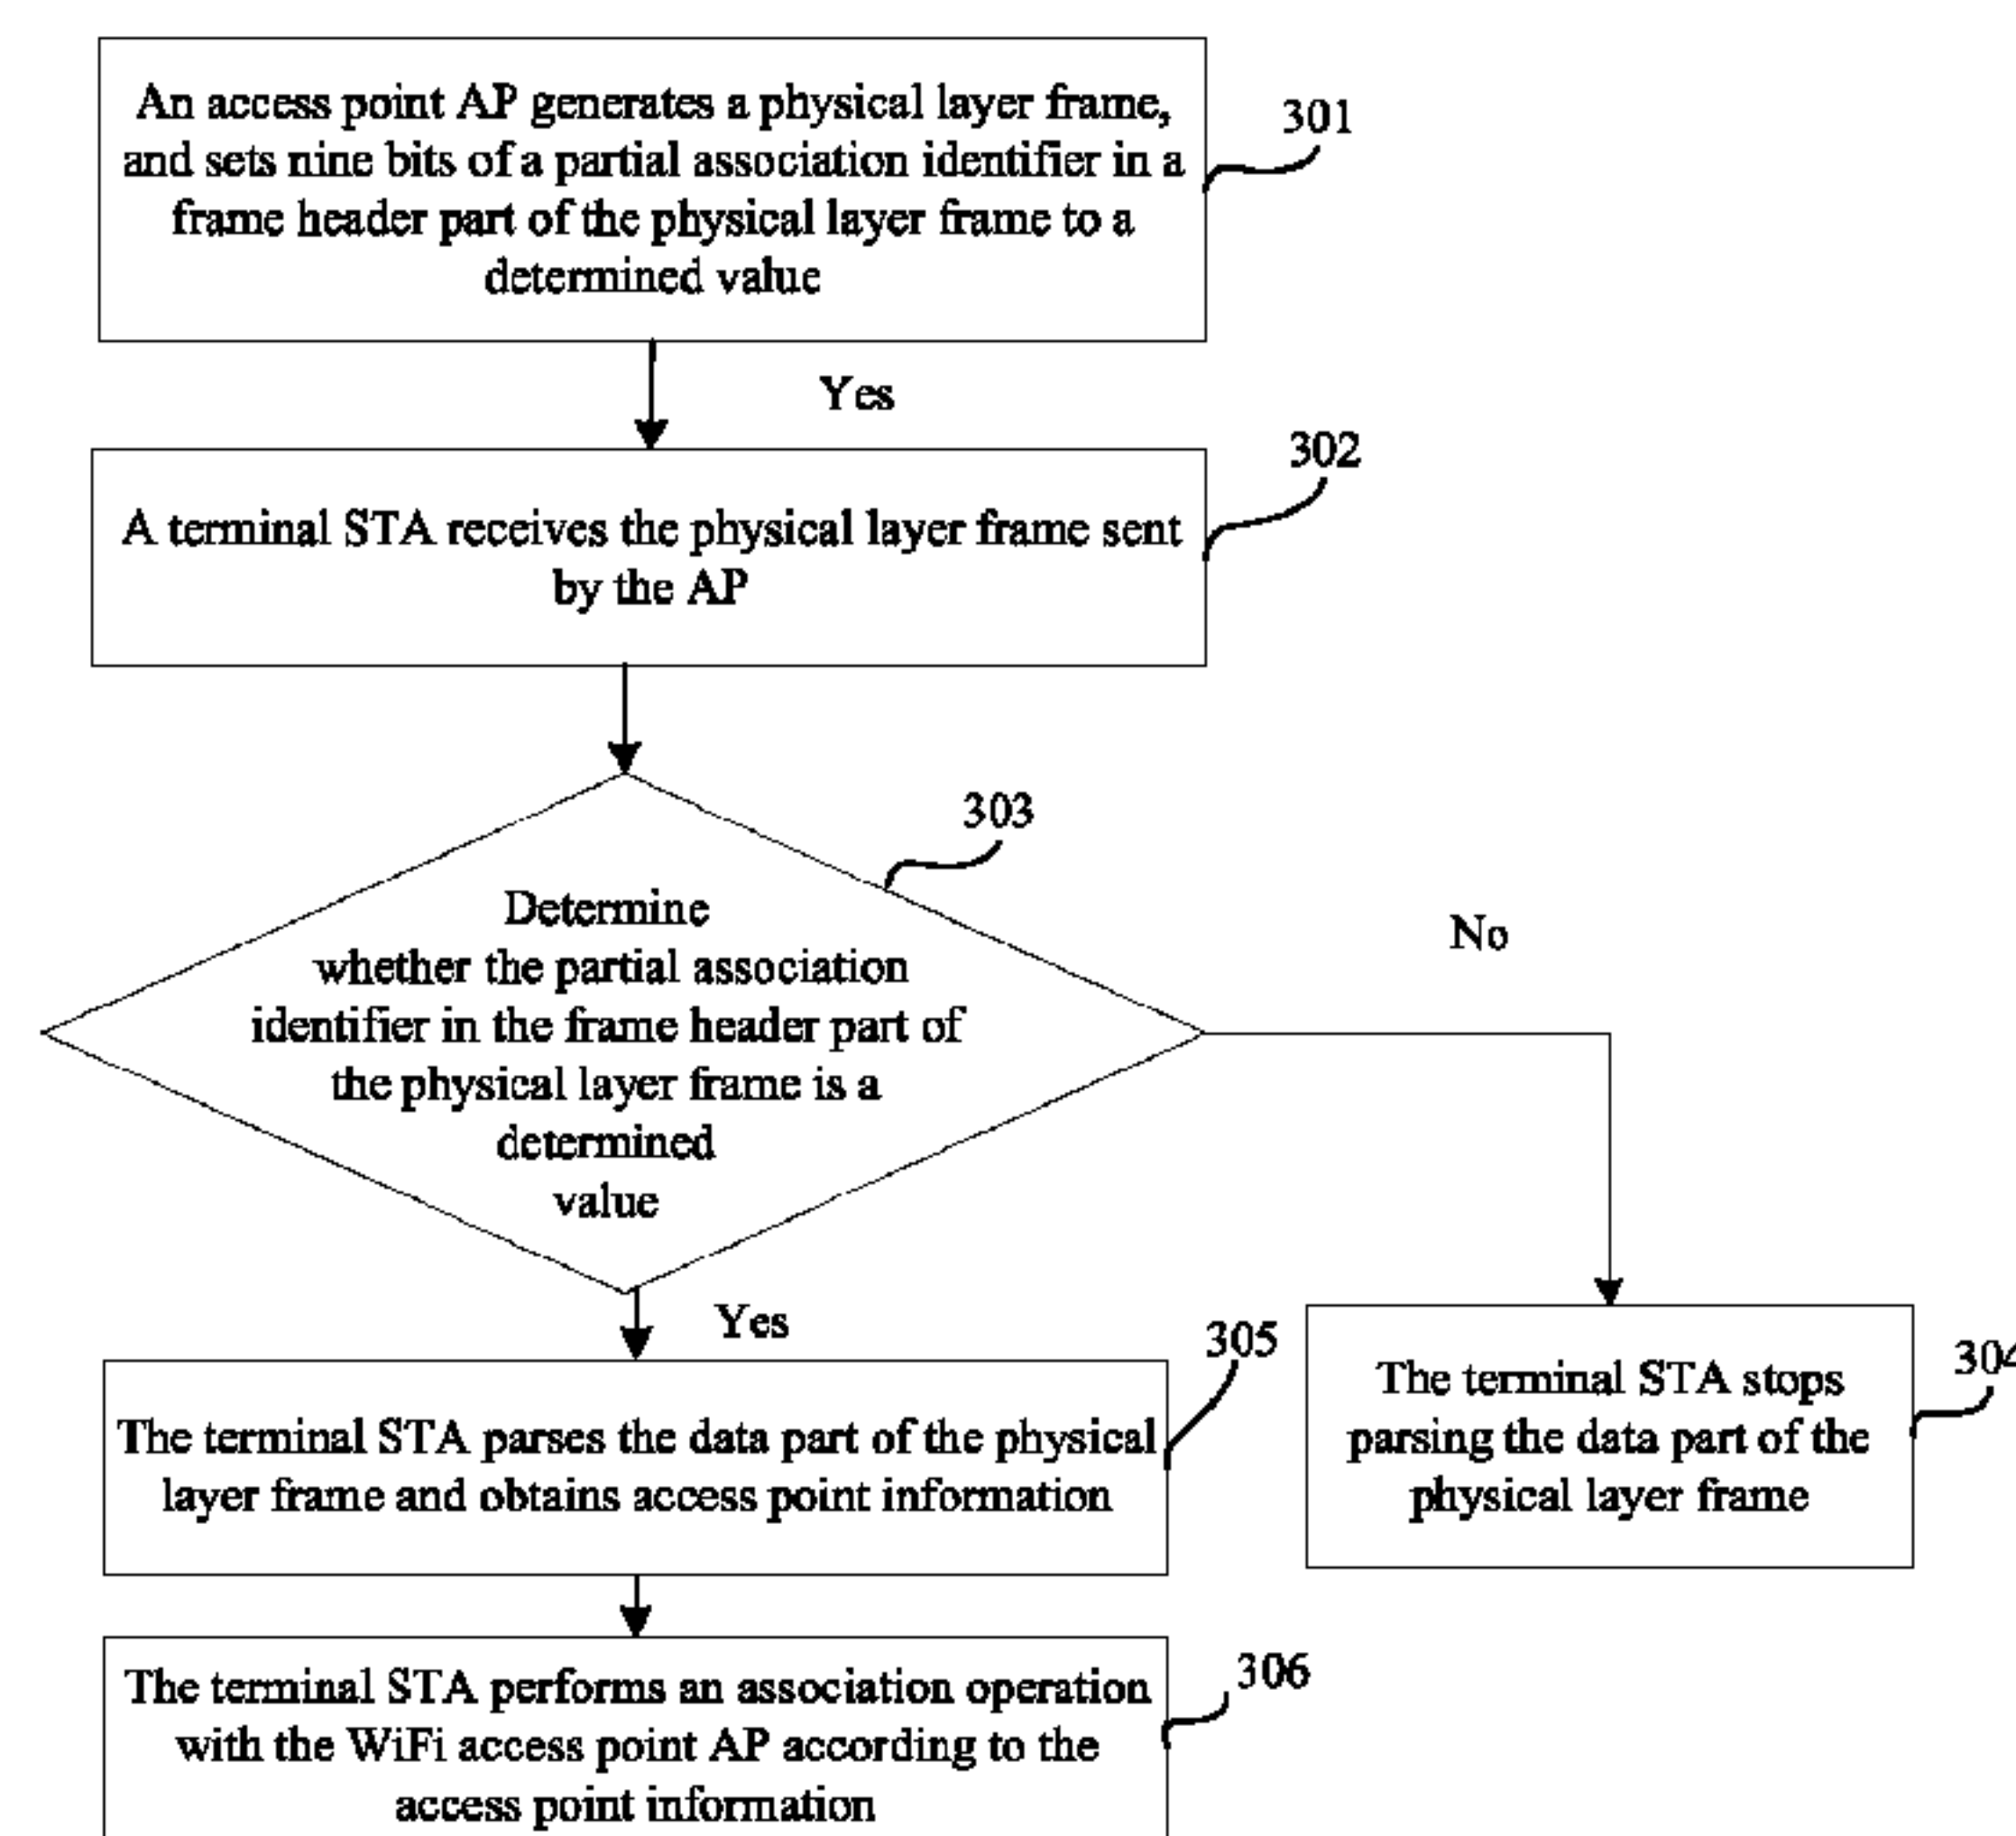 An access point AP generates a physical layer frame,
and sets nine bits of a partial association identifier in a
frame header part of the physical layer frame to a
determined value
301
Yes
302
A terminal STA receives the physical layer frame sent
by the AP
303
Determine
whether the partial association
identifier in the frame header part of
the physical layer frame is a
determined
value
No
Yes
305
The terminal STA parses the data part of the physical
layer frame and obtains access point information
304
The terminal STA stops
parsing the data part of the
physical layer frame
306
The terminal STA performs an association operation
with the WiFi access point AP according to the
access point information